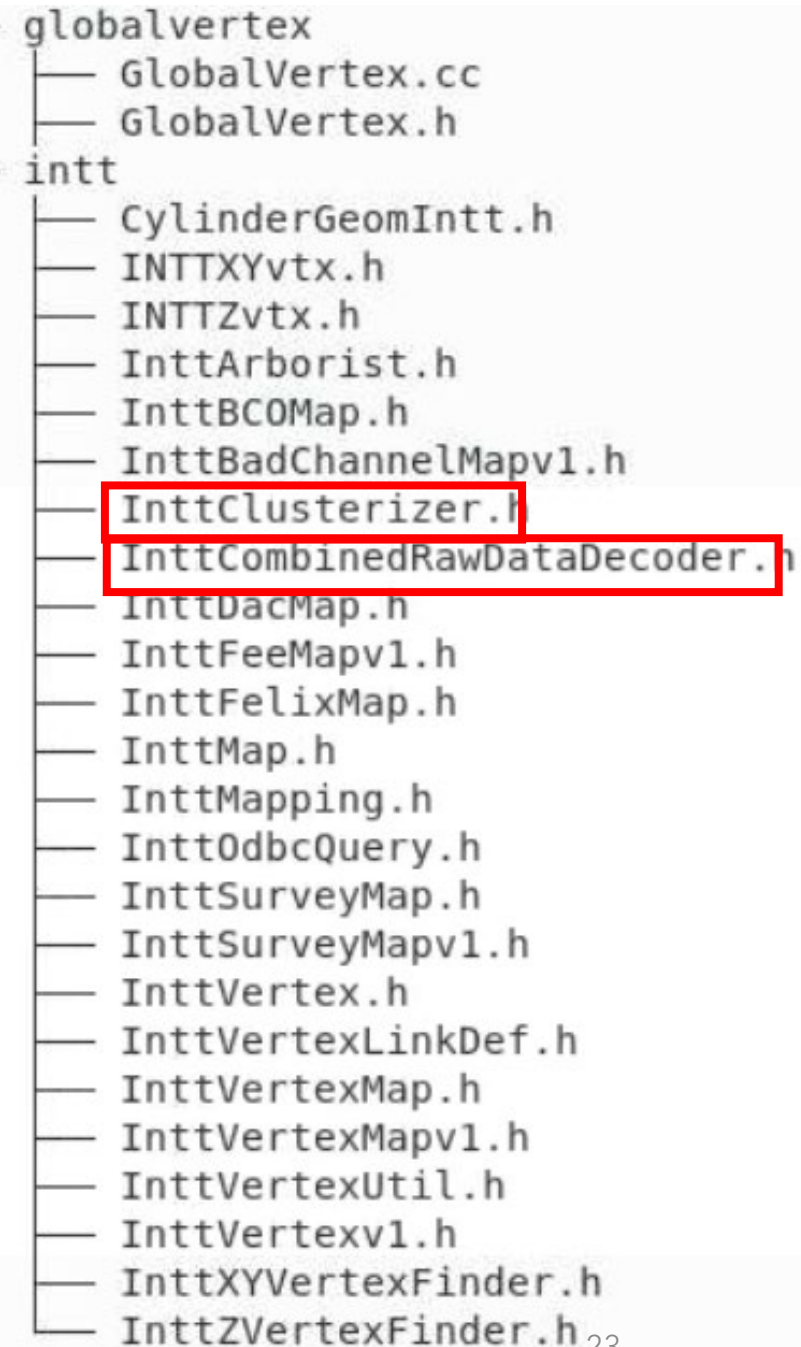 globalvertex
├── GlobalVertex.cc
├── GlobalVertex.h
intt
├── CylinderGeomIntt.h
├── INTTXYvtx.h
├── INTTZvtx.h
├── InttArborist.h
├── InttBCOMap.h
├── InttBadChannelMapv1.h
├── InttClusterizer.h
├── InttCombinedRawDataDecoder.h
├── InttDacMap.h
├── InttFeeMapv1.h
├── InttFelixMap.h
├── InttMap.h
├── InttMapping.h
├── InttOdbcQuery.h
├── InttSurveyMap.h
├── InttSurveyMapv1.h
├── InttVertex.h
├── InttVertexLinkDef.h
├── InttVertexMap.h
├── InttVertexMapv1.h
├── InttVertexUtil.h
├── InttVertexv1.h
├── InttXYVertexFinder.h
└── InttZVertexFinder.h 23